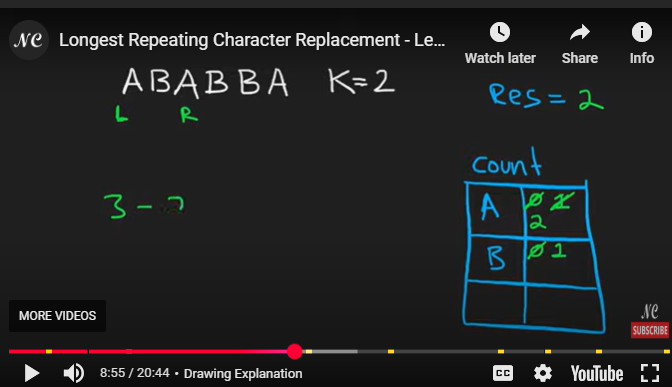 NC Longest Repeating Character Replacement - Le...
Watch later Share Info
ABABBA K=2
L R
Res = 2
Count
A 0 1
2
B 0 1
3 - 2
MORE VIDEOS
NC
SUBSCRIBE
8:55 / 20:44 • Drawing Explanation
CC YouTube